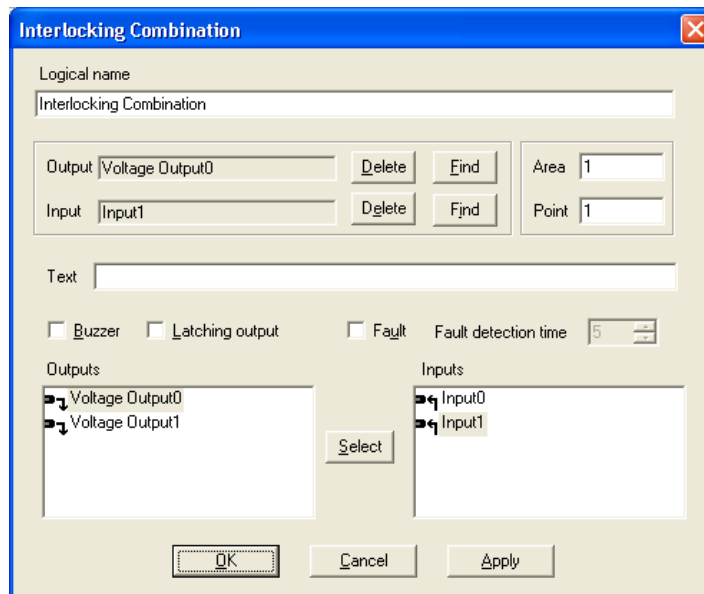 Interlocking Combination
Logical name
Interlocking Combination
Output Voltage Output0 Delete Find Area 1
Input Input1 Delete Find Point 1
Text
Buzzer Latching output Fault Fault detection time 5
Outputs Inputs
Voltage Output0 Input0
Voltage Output1 Input1
Select
OK Cancel Apply